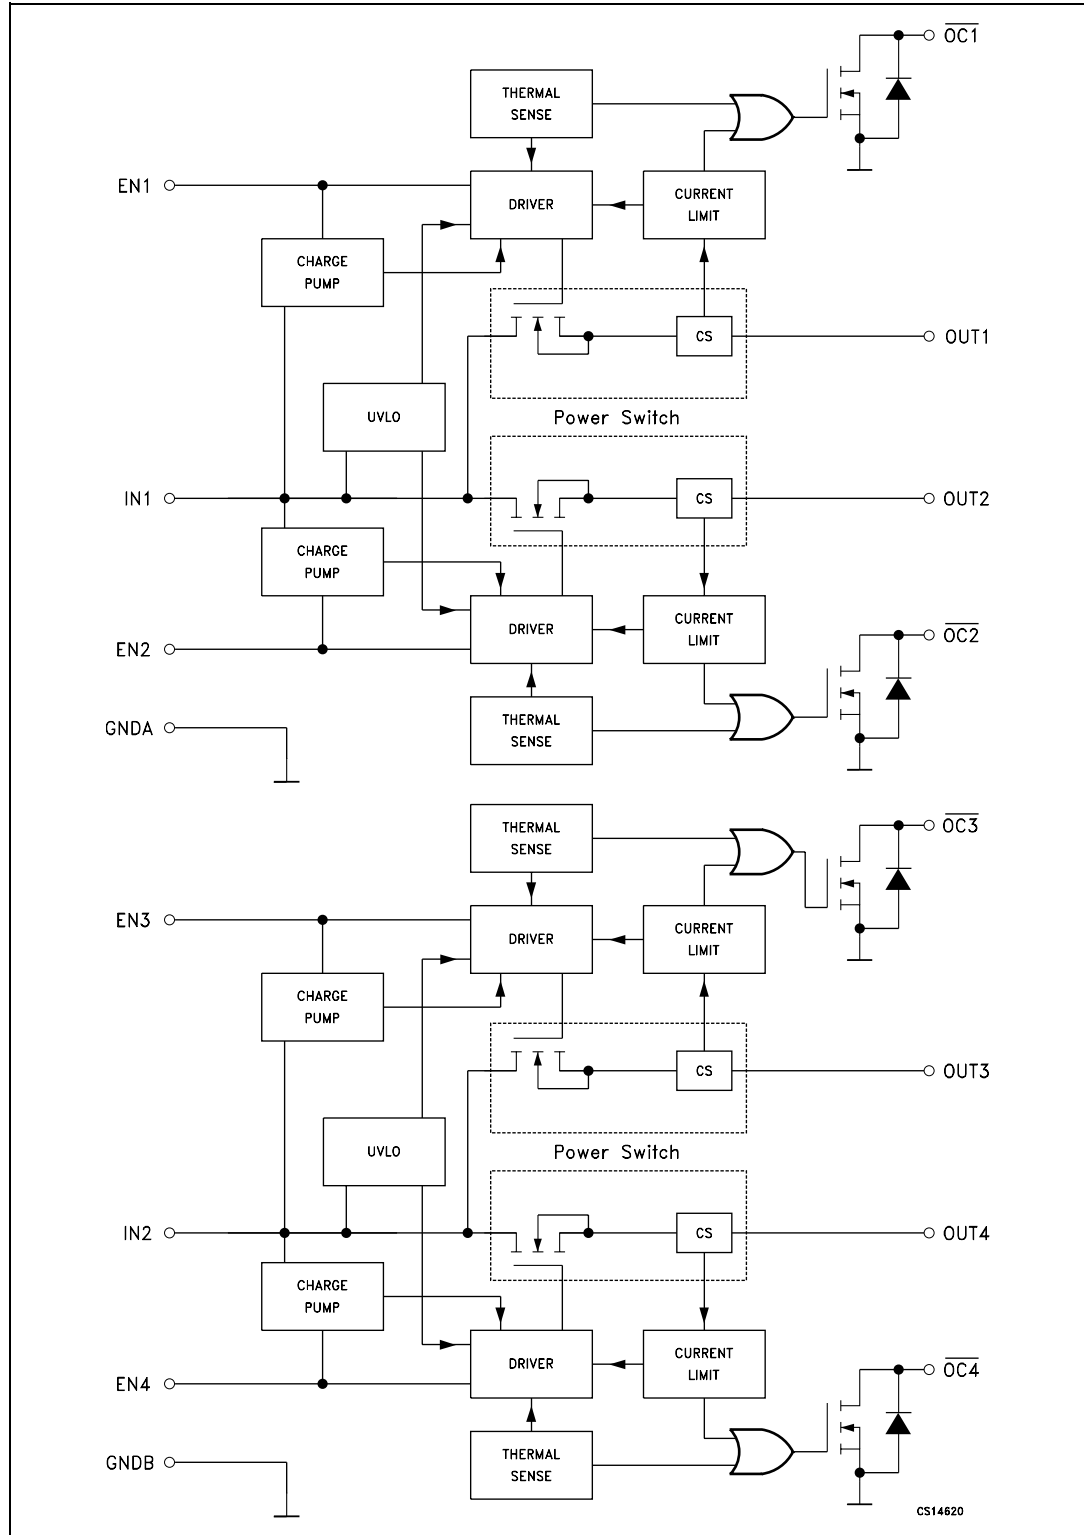 OC1
THERMAL
SENSE
EN1
DRIVER
CURRENT
LIMIT
CHARGE
PUMP
CS
OUT1
UVLO
Power Switch
IN1
CS
OUT2
CHARGE
PUMP
DRIVER
CURRENT
LIMIT
EN2
OC2
THERMAL
SENSE
GNDA
THERMAL
SENSE
OC3
EN3
DRIVER
CURRENT
LIMIT
CHARGE
PUMP
CS
OUT3
UVLO
Power Switch
IN2
CS
OUT4
CHARGE
PUMP
DRIVER
CURRENT
LIMIT
EN4
OC4
THERMAL
SENSE
GNDB
CS14620